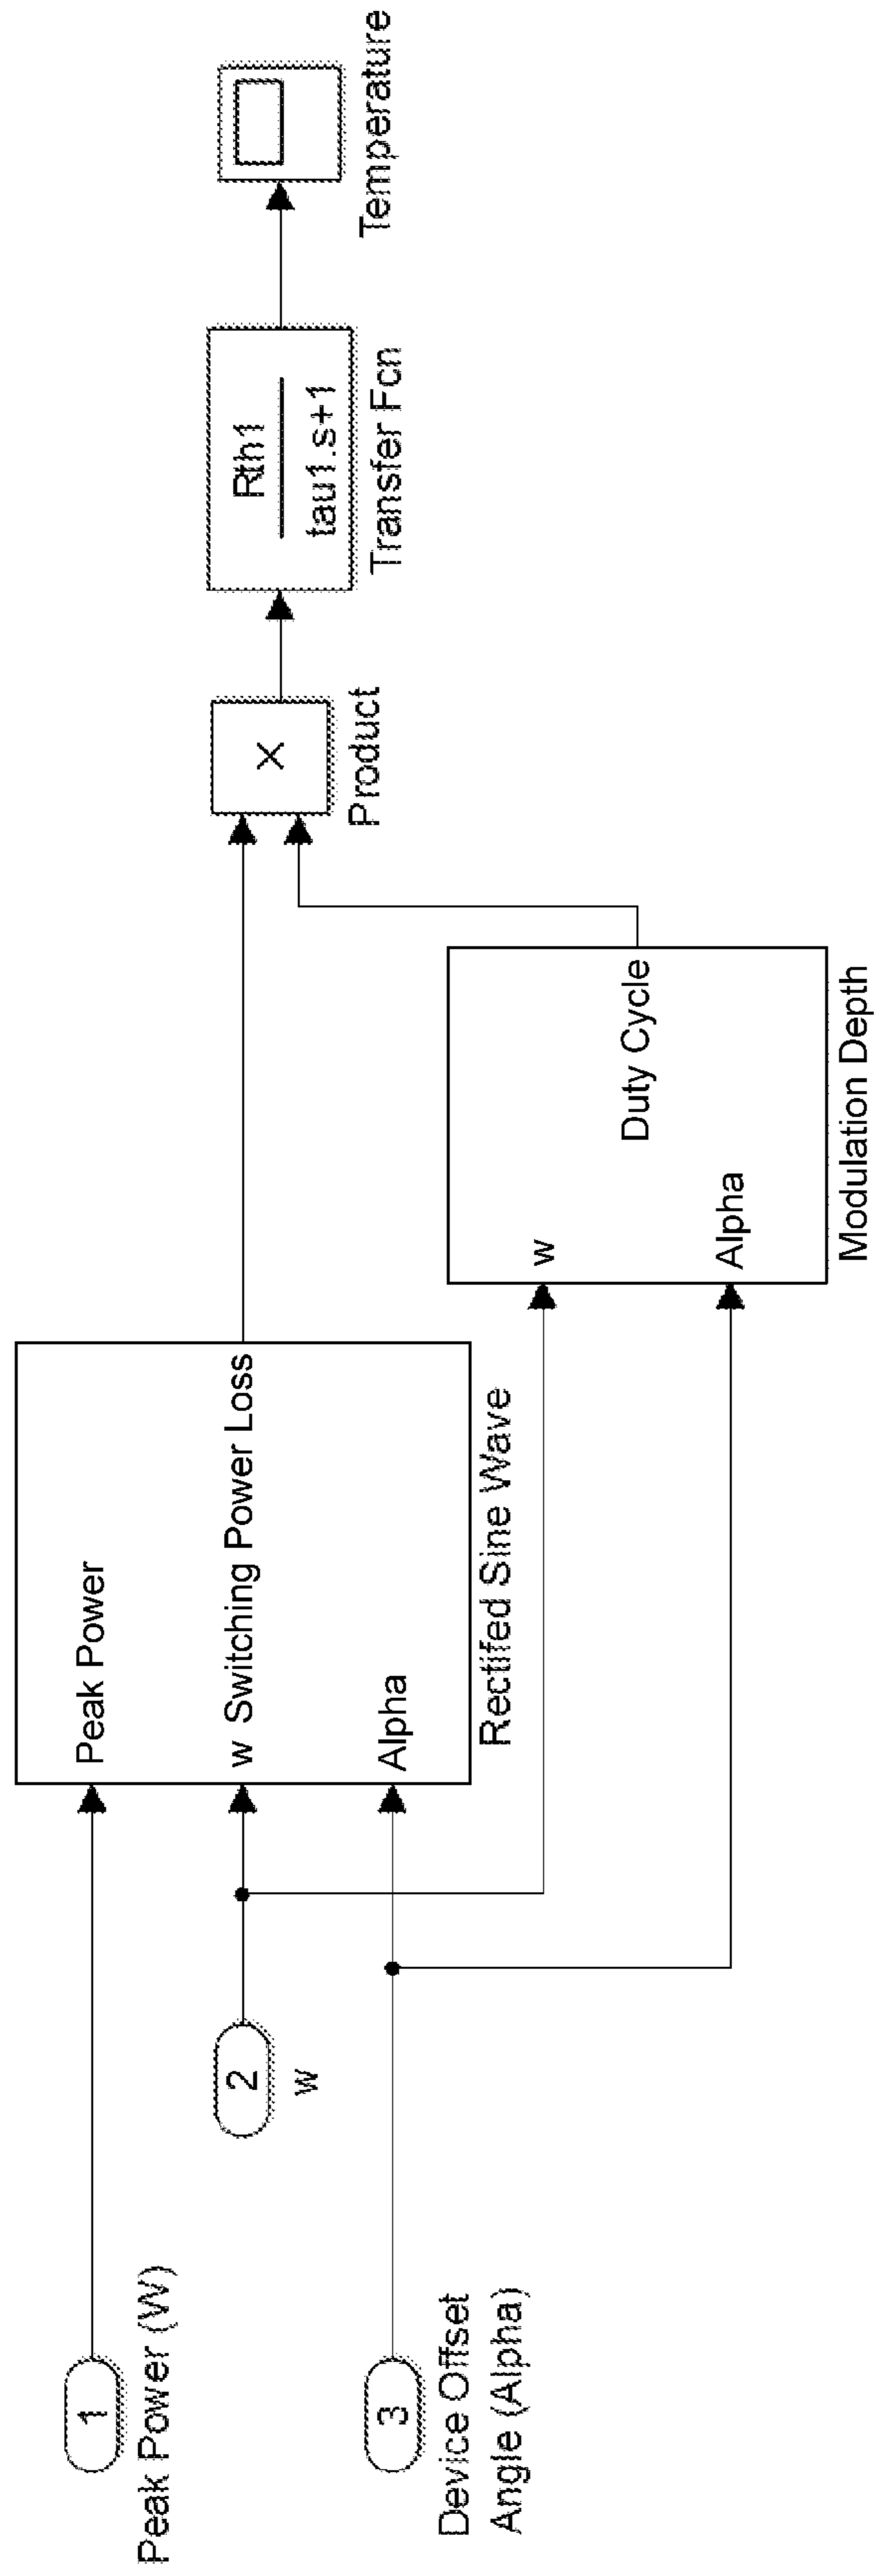 1
Peak Power (W)
2
w
3
Device Offset
Angle (Alpha)
Peak Power
w Switching Power Loss
Alpha
Rectifed Sine Wave
w
Duty Cycle
Alpha
Modulation Depth
×
Product
Rth1
tau1.s+1
Transfer Fcn
Temperature